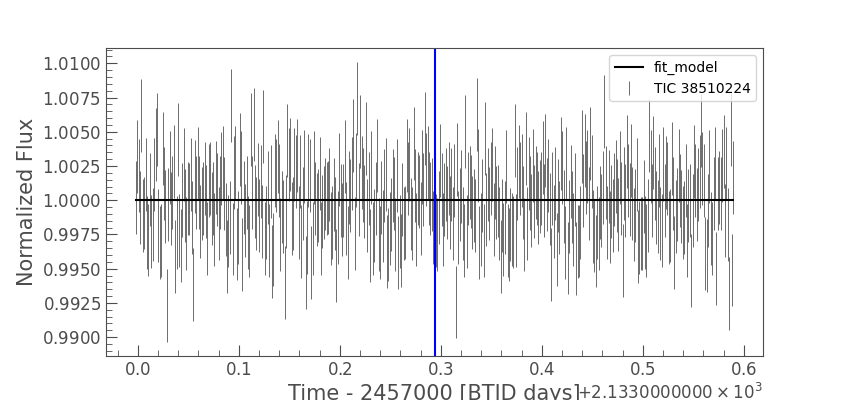 Normalized Flux
1.0100
1.0075
1.0050
1.0025
1.0000
0.9975
0.9950
0.9925
0.9900
fit_model
TIC 38510224
0.0 0.1 0.2 0.3 0.4 0.5 0.6
Time - 2457000 [BTJD days]
+2.1330000000 × 10³